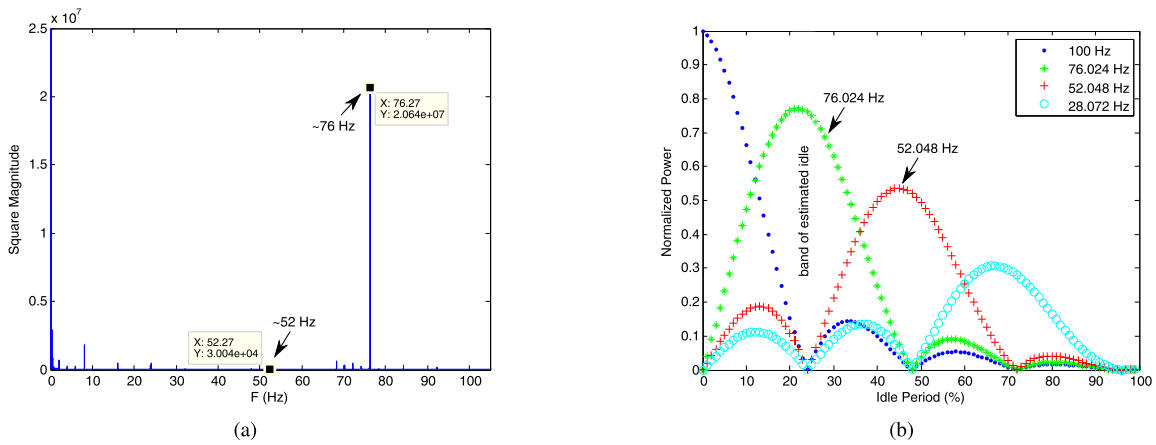 x 10^7
2.5
2
1.5
1
0.5
0
Square Magnitude
X: 76.27
Y: 2.064e+07
~76 Hz
~52 Hz
X: 52.27
Y: 3.004e+04
0 10 20 30 40 50 60 70 80 90 100
F (Hz)
(a)
1
0.9
0.8
0.7
0.6
0.5
0.4
0.3
0.2
0.1
0
Normalized Power
100 Hz
76.024 Hz
52.048 Hz
28.072 Hz
76.024 Hz
52.048 Hz
band of estimated idle
0 10 20 30 40 50 60 70 80 90 100
Idle Period (%)
(b)